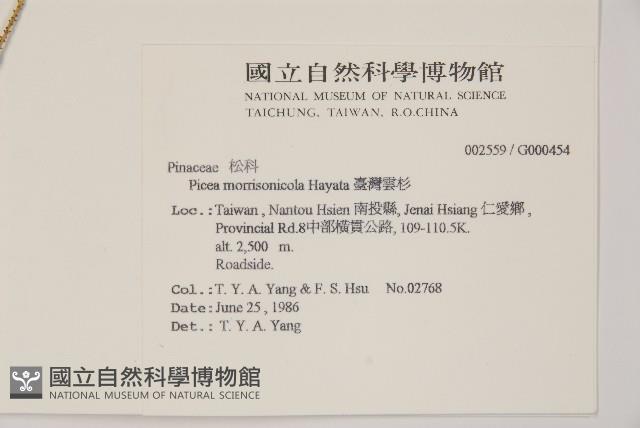 國立自然科學博物館
NATIONAL MUSEUM OF NATURAL SCIENCE
TAICHUNG, TAIWAN, R.O.CHINA
002559 / G000454
Pinaceae 松科
Picea morrisonicola Hayata 臺灣雲杉
Loc.: Taiwan , Nantou Hsien 南投縣, Jenai Hsiang 仁愛鄉 ,
Provincial Rd.8中部橫貫公路, 109-110.5K.
alt. 2,500 m.
Roadside.
Col.: T. Y. A. Yang & F. S. Hsu No.02768
Date: June 25 , 1986
Det.: T. Y. A. Yang
國立自然科學博物館
NATIONAL MUSEUM OF NATURAL SCIENCE